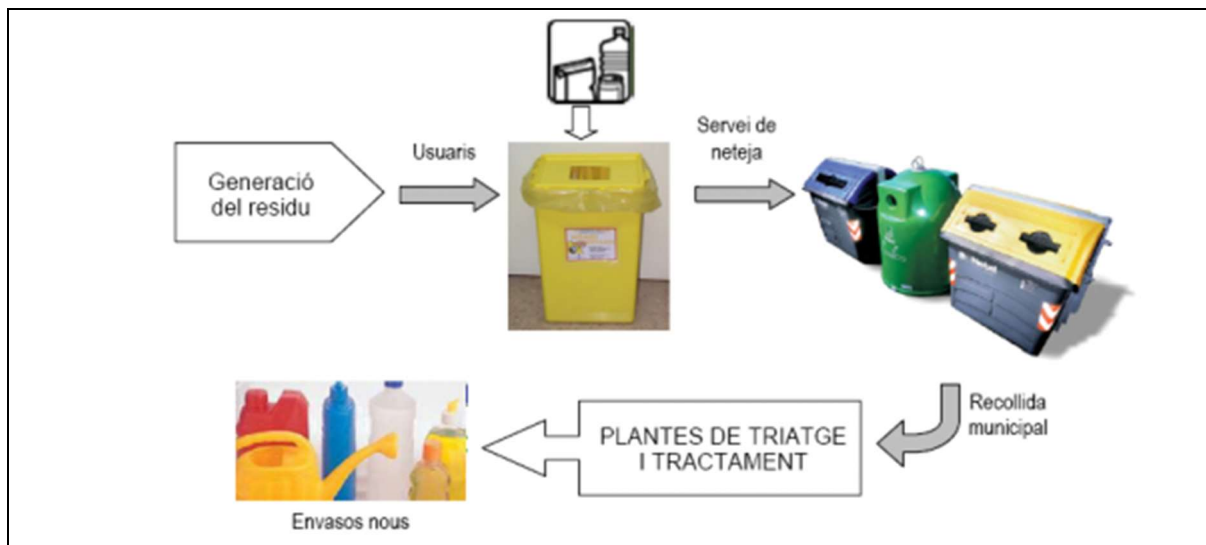 Generació
del residu
Usuaris
Servei de
neteja
Recollida
municipal
PLANTES DE TRIATGE
I TRACTAMENT
Envasos nous